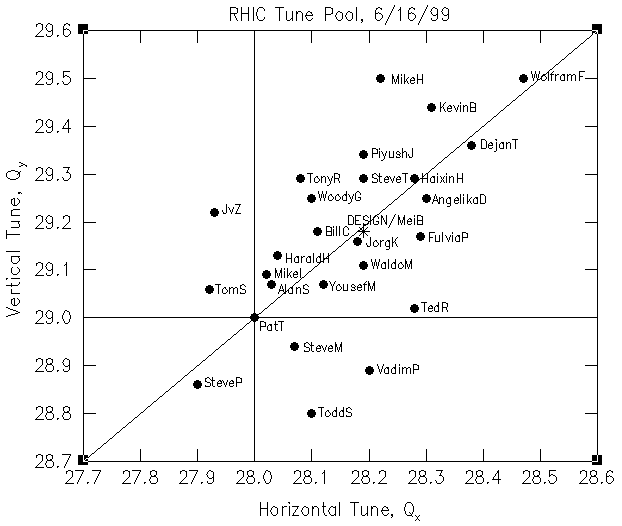 RHIC Tune Pool, 6/16/99
29.6
29.5
29.4
29.3
29.2
29.1
29.0
28.9
28.8
28.7
Vertical Tune, Qy
MikeH
WolframF
KevinB
DejanT
PiyushJ
TonyR
SteveT
HaixinH
WoodyG
AngelikaD
JvZ
DESIGN/MeiB
BillC
JorgK
FulviaP
HaraldH
WaldoM
MikeI
TomS
AlanS
YousefM
TedR
PatT
SteveM
VadimP
SteveP
ToddS
27.7 27.8 27.9 28.0 28.1 28.2 28.3 28.4 28.5 28.6
Horizontal Tune, Qx